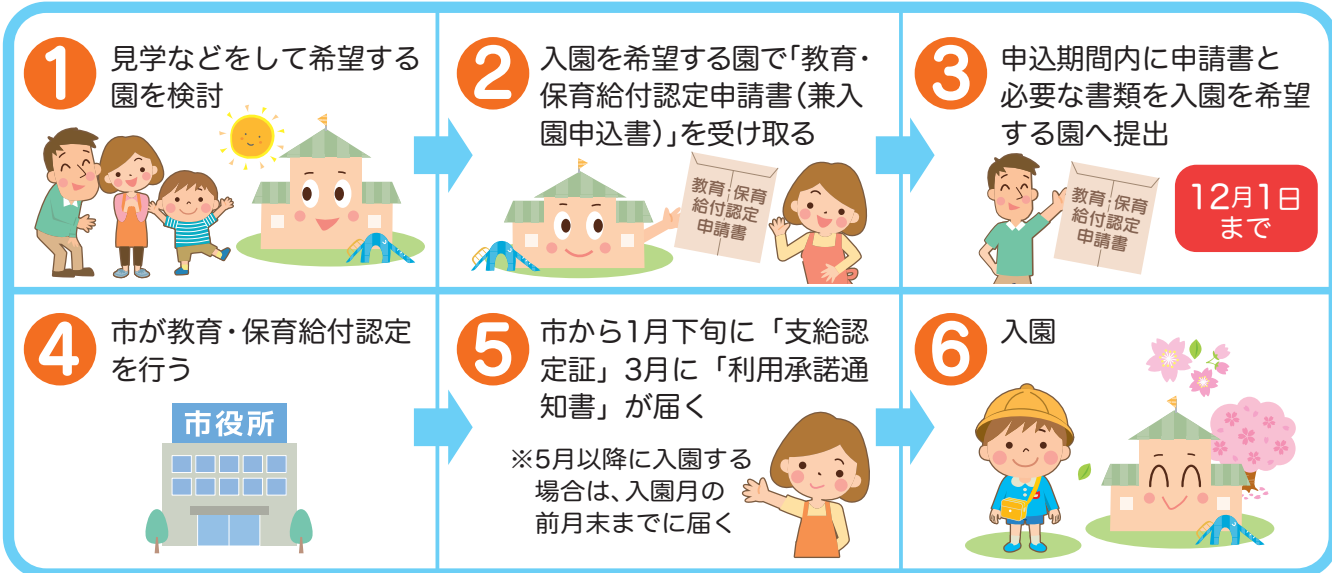 1
見学などをして希望する
園を検討
2
入園を希望する園で「教育・
保育給付認定申請書（兼入
園申込書）」を受け取る
教育・保育
給付認定
申請書
3
申込期間内に申請書と
必要な書類を入園を希望
する園へ提出
教育・保育
給付認定
申請書
12月1日
まで
4
市が教育・保育給付認定
を行う
市役所
5
市から1月下旬に「支給認
定証」3月に「利用承諾通
知書」が届く
※5月以降に入園する
場合は、入園月の
前月末までに届く
6
入園